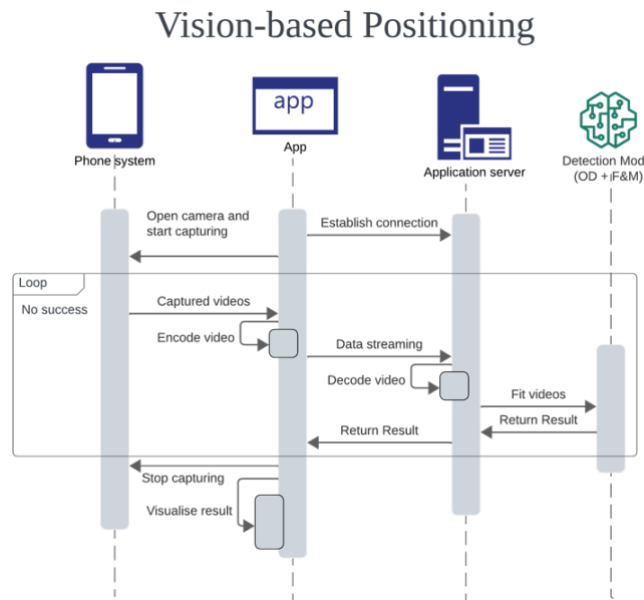 Vision-based Positioning
app
Phone system
App
Application server
Detection Mod
(OD + F&M)
Open camera and
start capturing
Establish connection
Loop
No success
Captured videos
Encode video
Data streaming
Decode video
Fit videos
Return Result
Return Result
Stop capturing
Visualise result